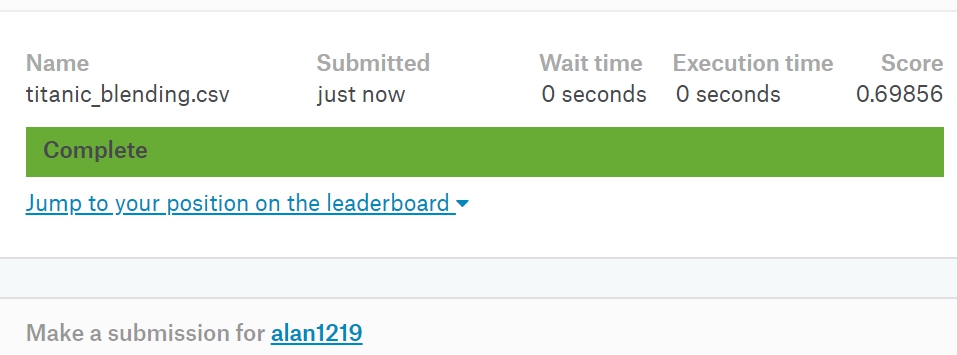 Name Submitted Wait time Execution time Score
titanic_blending.csv just now 0 seconds 0 seconds 0.69856
Complete
Jump to your position on the leaderboard
Make a submission for alan1219